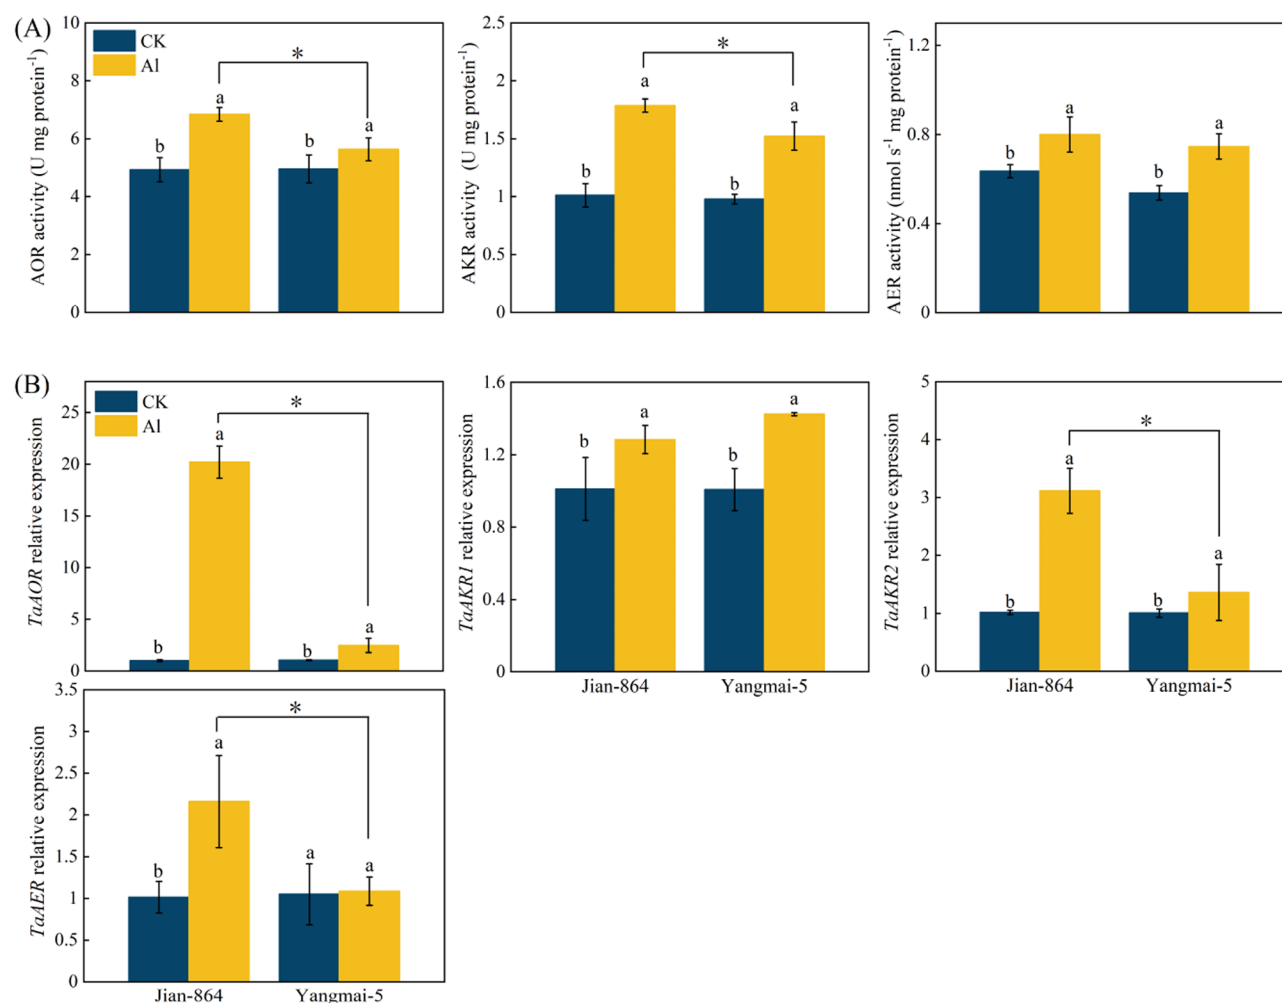 (A)
AOR activity (U mg protein⁻¹)
10
8
6
4
2
0
CK
Al
*
b
a
b
a
AKR activity (U mg protein⁻¹)
2.5
2
1.5
1
0.5
0
*
b
a
b
a
AER activity (nmol s⁻¹ mg protein⁻¹)
1.2
0.8
0.4
0
b
a
b
a
(B)
TaAOR relative expression
25
20
15
10
5
0
CK
Al
*
b
a
b
a
TaAKR1 relative expression
1.6
1.2
0.8
0.4
0
b
a
b
a
Jian-864 Yangmai-5
TaAKR2 relative expression
5
4
3
2
1
0
*
b
a
b
a
Jian-864 Yangmai-5
TaAER relative expression
3.5
3
2.5
2
1.5
1
0.5
0
*
b
a
a
a
Jian-864 Yangmai-5